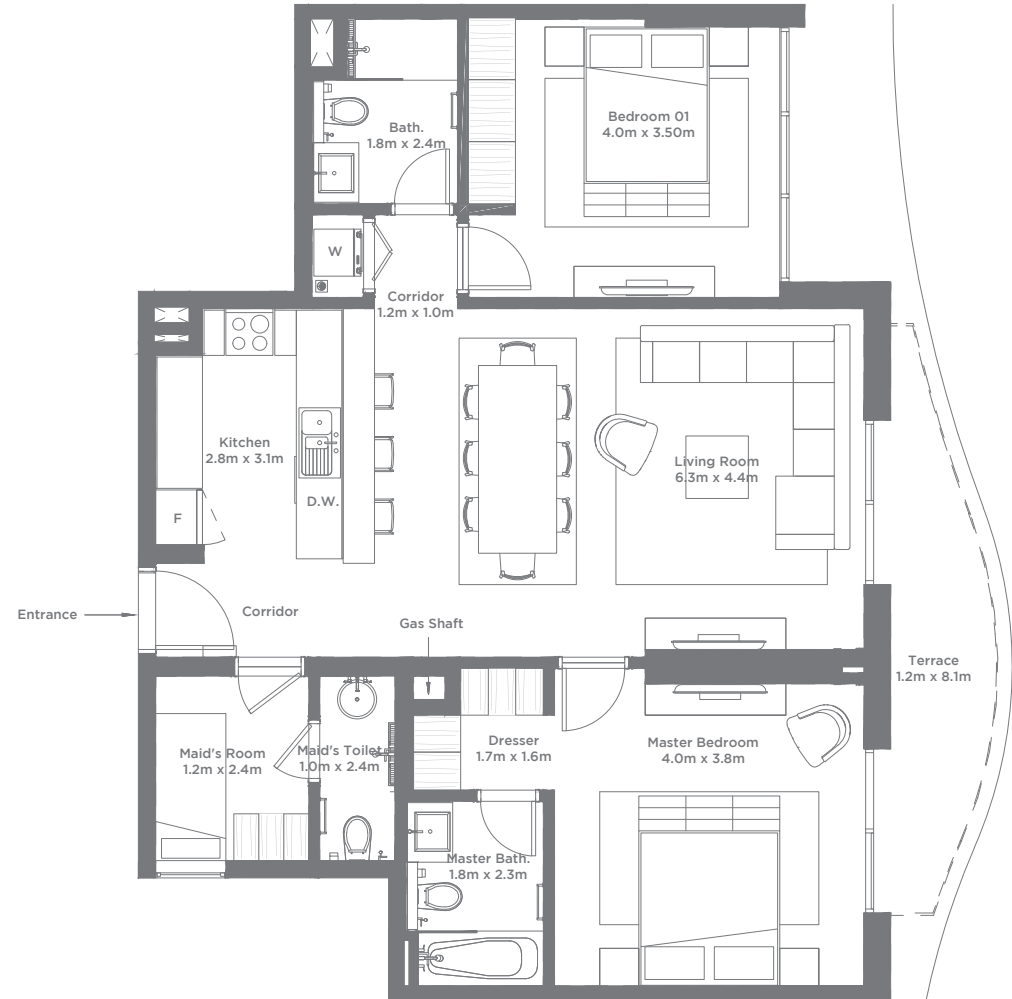 Bedroom 01
4.0m x 3.50m
Bath.
1.8m x 2.4m
W
Corridor
1.2m x 1.0m
Kitchen
2.8m x 3.1m
D.W.
F
Living Room
6.3m x 4.4m
Entrance
Corridor
Gas Shaft
Terrace
1.2m x 8.1m
Maid's Room
1.2m x 2.4m
Maid's Toilet
1.0m x 2.4m
Dresser
1.7m x 1.6m
Master Bedroom
4.0m x 3.8m
Master Bath.
1.8m x 2.3m